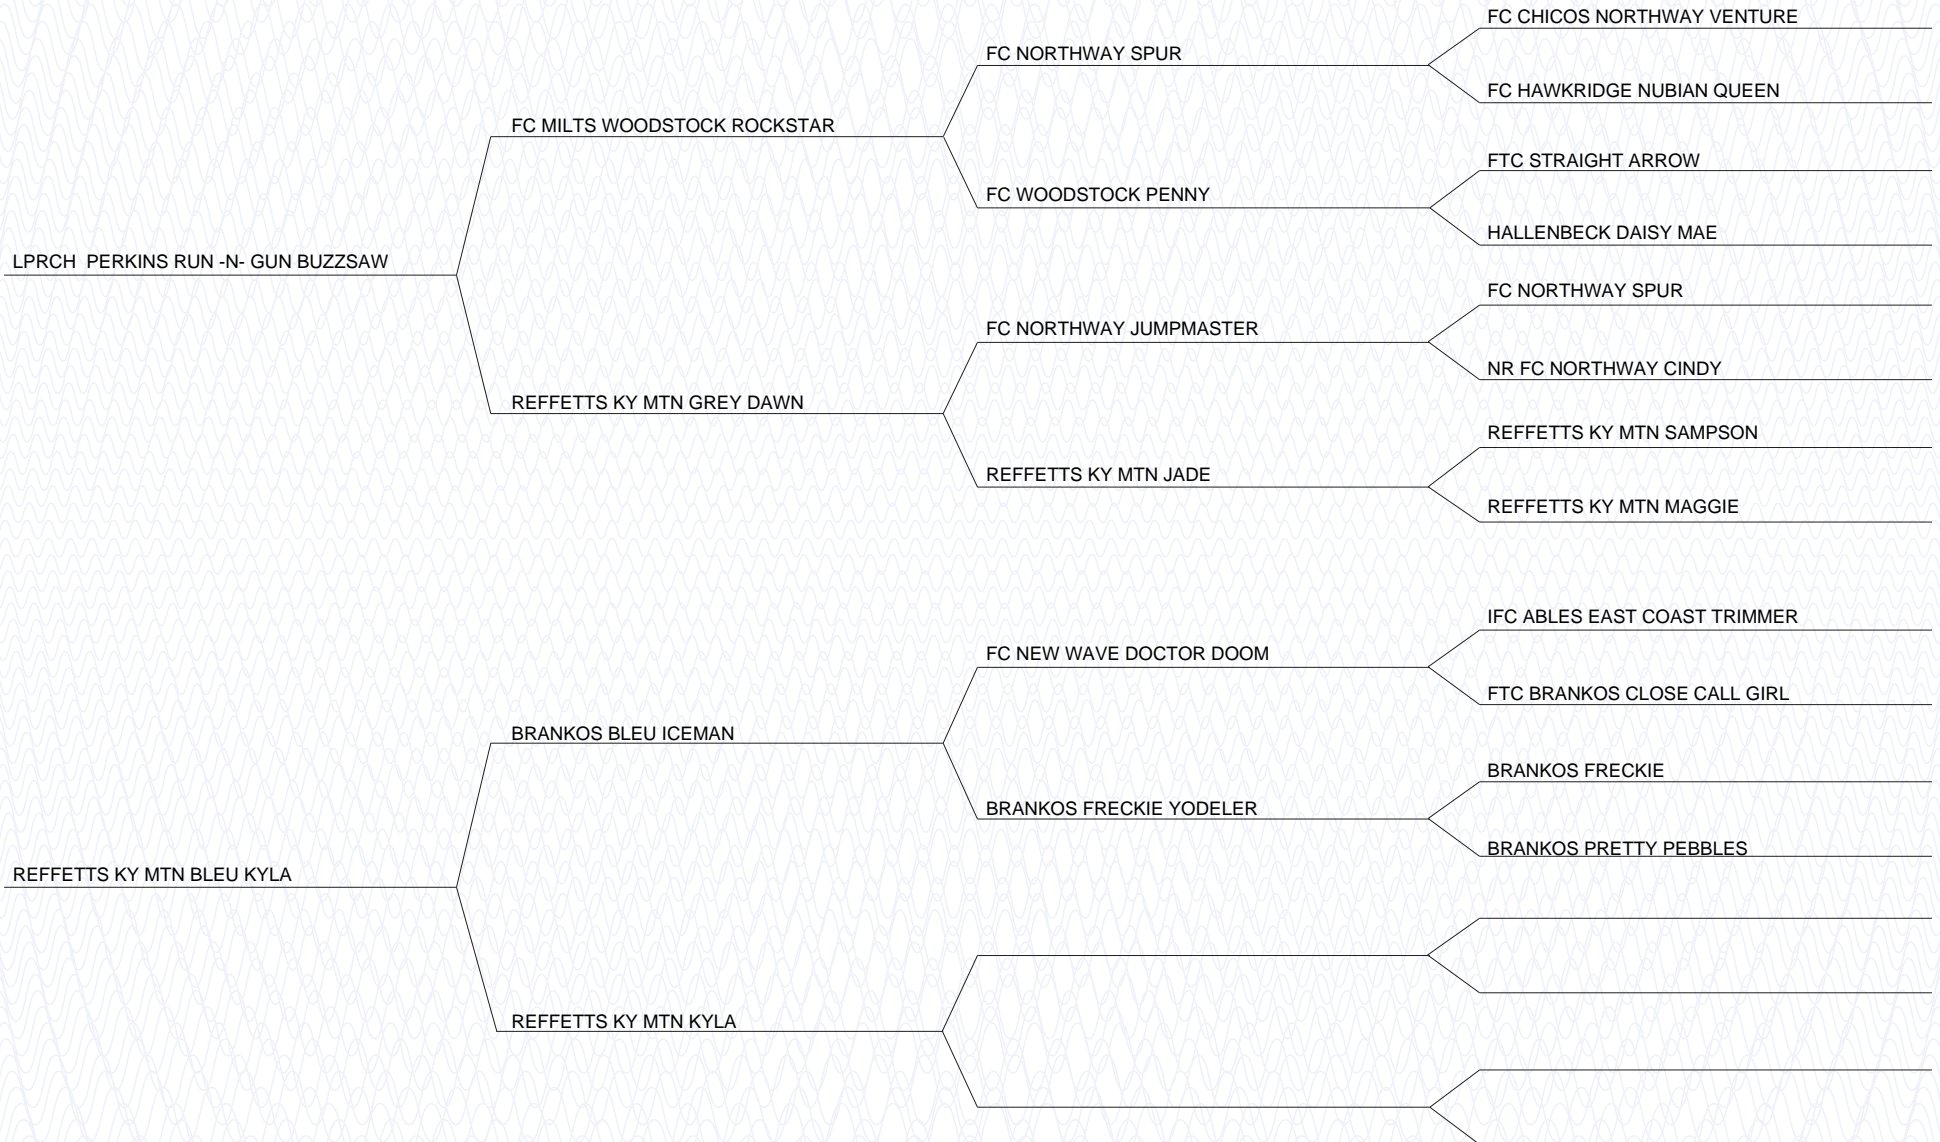 FC CHICOS NORTHWAY VENTURE
FC NORTHWAY SPUR
FC HAWKRIDGE NUBIAN QUEEN
FC MILTS WOODSTOCK ROCKSTAR
FTC STRAIGHT ARROW
FC WOODSTOCK PENNY
HALLENBECK DAISY MAE
LPRCH  PERKINS RUN -N- GUN BUZZSAW
FC NORTHWAY SPUR
FC NORTHWAY JUMPMASTER
NR FC NORTHWAY CINDY
REFFETTS KY MTN GREY DAWN
REFFETTS KY MTN SAMPSON
REFFETTS KY MTN JADE
REFFETTS KY MTN MAGGIE
IFC ABLES EAST COAST TRIMMER
FC NEW WAVE DOCTOR DOOM
FTC BRANKOS CLOSE CALL GIRL
BRANKOS BLEU ICEMAN
BRANKOS FRECKIE
BRANKOS FRECKIE YODELER
BRANKOS PRETTY PEBBLES
REFFETTS KY MTN BLEU KYLA
REFFETTS KY MTN KYLA